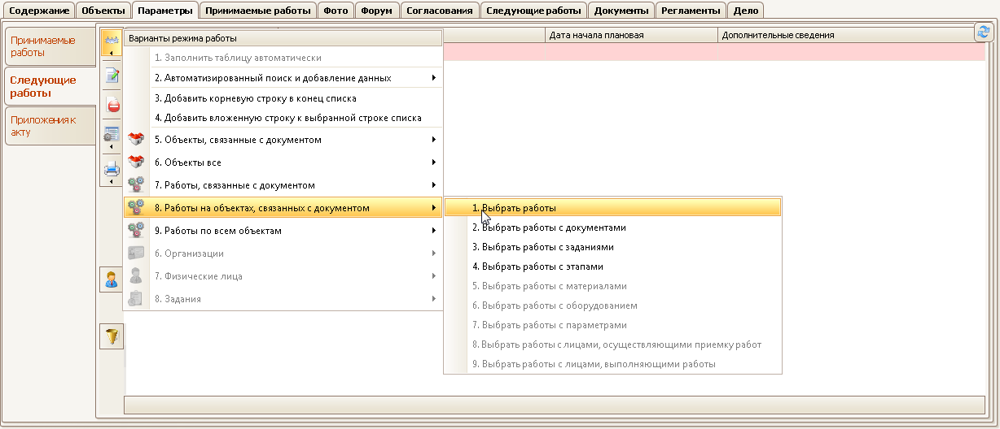 Содержание Объекты Параметры Принимаемые работы Фото Форум Согласования Следующие работы Документы Регламенты Дело
Принимаемые
работы
Следующие
работы
Приложения к
акту
Варианты режима работы
Дата начала плановая
Дополнительные сведения
1. Заполнить таблицу автоматически
2. Автоматизированный поиск и добавление данных
3. Добавить корневую строку в конец списка
4. Добавить вложенную строку к выбранной строке списка
5. Объекты, связанные с документом
6. Объекты все
7. Работы, связанные с документом
8. Работы на объектах, связанных с документом
9. Работы по всем объектам
6. Организации
7. Физические лица
8. Задания
1. Выбрать работы
2. Выбрать работы с документами
3. Выбрать работы с заданиями
4. Выбрать работы с этапами
5. Выбрать работы с материалами
6. Выбрать работы с оборудованием
7. Выбрать работы с параметрами
8. Выбрать работы с лицами, осуществляющими приемку работ
9. Выбрать работы с лицами, выполняющими работы